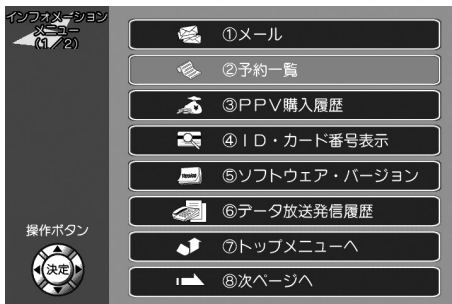 インフォメーション
メニュー
(1/2)
①メール
②予約一覧
③PPV購入履歴
④ID・カード番号表示
⑤ソフトウェア・バージョン
⑥データ放送発信履歴
⑦トップメニューへ
⑧次ページへ
操作ボタン
決定